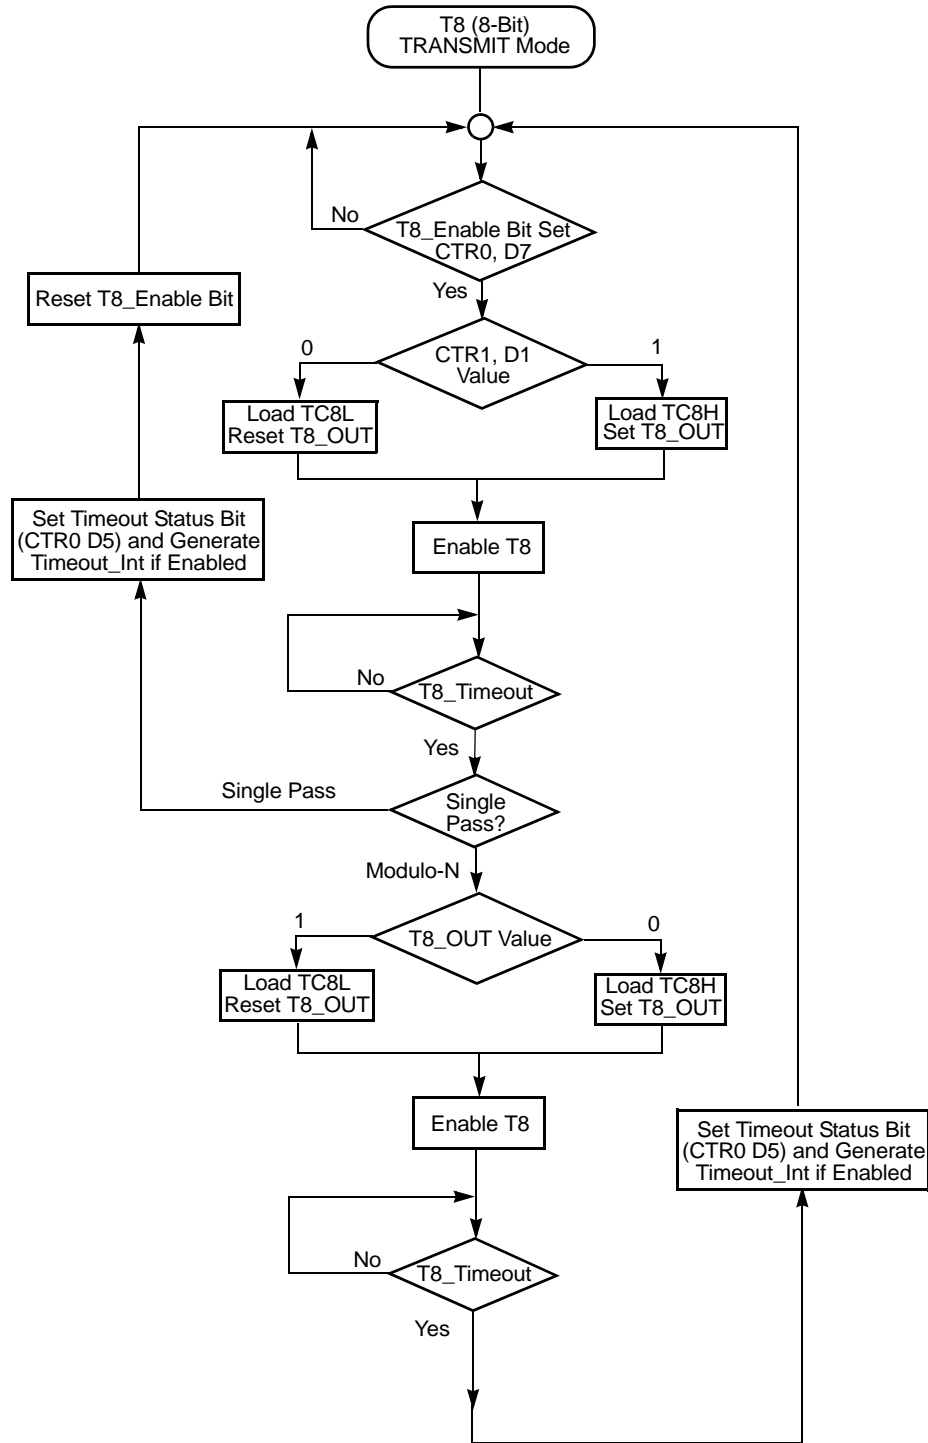 T8 (8-Bit)
TRANSMIT Mode
No
T8_Enable Bit Set
CTR0, D7
Yes
Reset T8_Enable Bit
0
CTR1, D1
Value
1
Load TC8L
Reset T8_OUT
Load TC8H
Set T8_OUT
Set Timeout Status Bit
(CTR0 D5) and Generate
Timeout_Int if Enabled
Enable T8
No
T8_Timeout
Yes
Single Pass
Single
Pass?
Modulo-N
1
T8_OUT Value
0
Load TC8L
Reset T8_OUT
Load TC8H
Set T8_OUT
Enable T8
Set Timeout Status Bit
(CTR0 D5) and Generate
Timeout_Int if Enabled
No
T8_Timeout
Yes